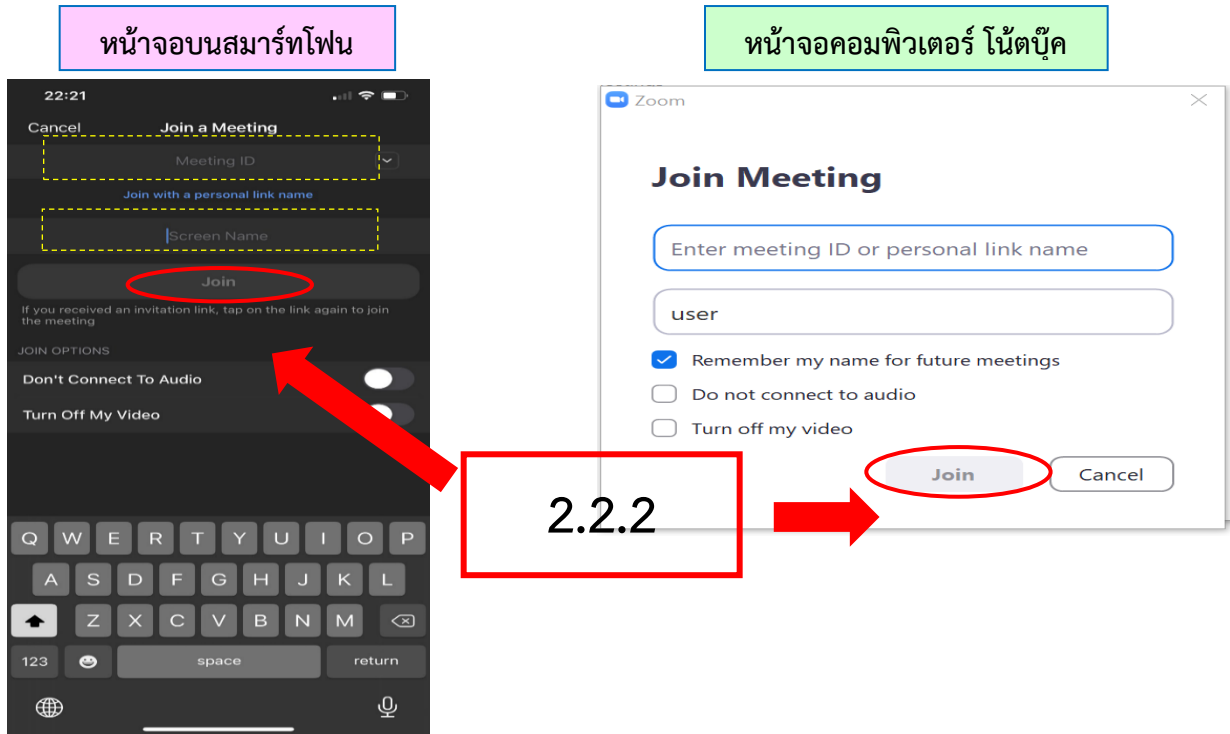 หน้าจอบนสมาร์ทโฟน
หน้าจอคอมพิวเตอร์ โน้ตบุ๊ค
22:21
Cancel
Join a Meeting
Meeting ID
Join with a personal link name
Screen Name
Join
If you received an invitation link, tap on the link again to join
the meeting
JOIN OPTIONS
Don't Connect To Audio
Turn Off My Video
Q W E R T Y U I O P
A S D F G H J K L
Z X C V B N M
123 space return
2.2.2
Zoom
Join Meeting
Enter meeting ID or personal link name
user
Remember my name for future meetings
Do not connect to audio
Turn off my video
Join
Cancel